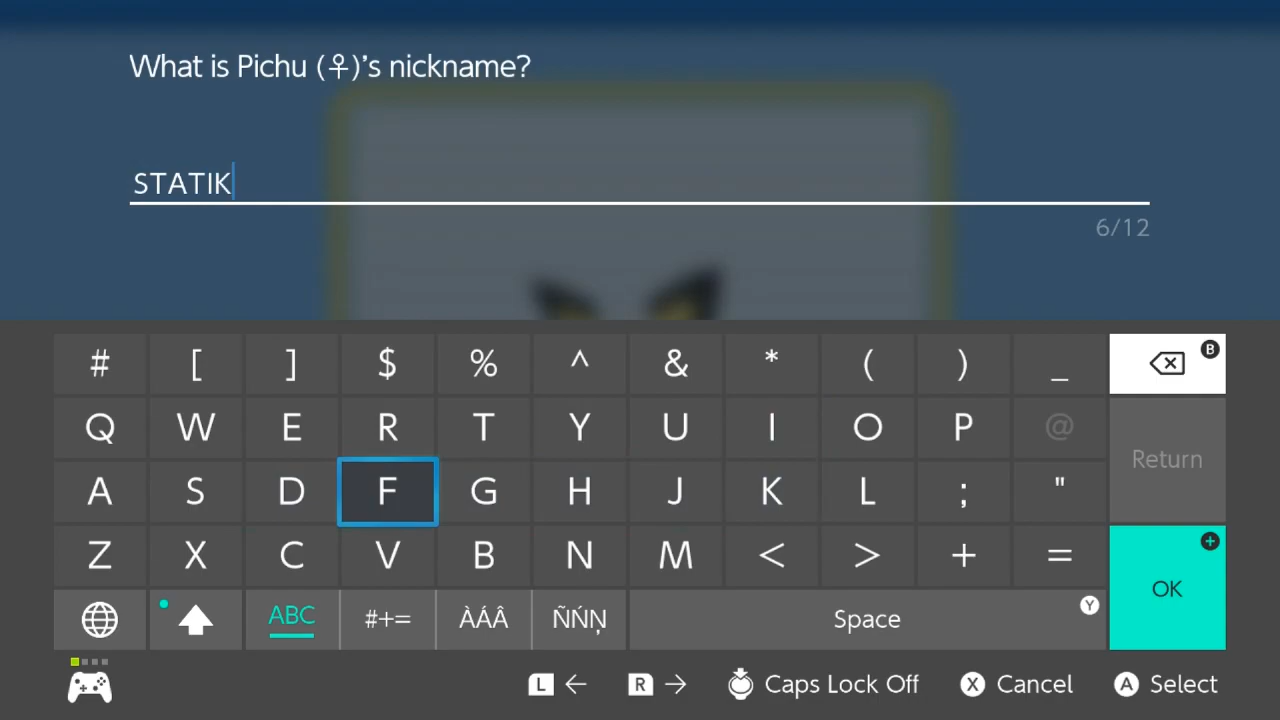 What is Pichu (♀)'s nickname?
STATIK
6/12
# [ ] $ % ^ & * ( ) _ B
Q W E R T Y U I O P @ Return
A S D F G H J K L ; "
Z X C V B N M < > + = OK +
ABC #+= ÀÁÂ ÑŃŅ Space Y
L ← R → Caps Lock Off X Cancel A Select